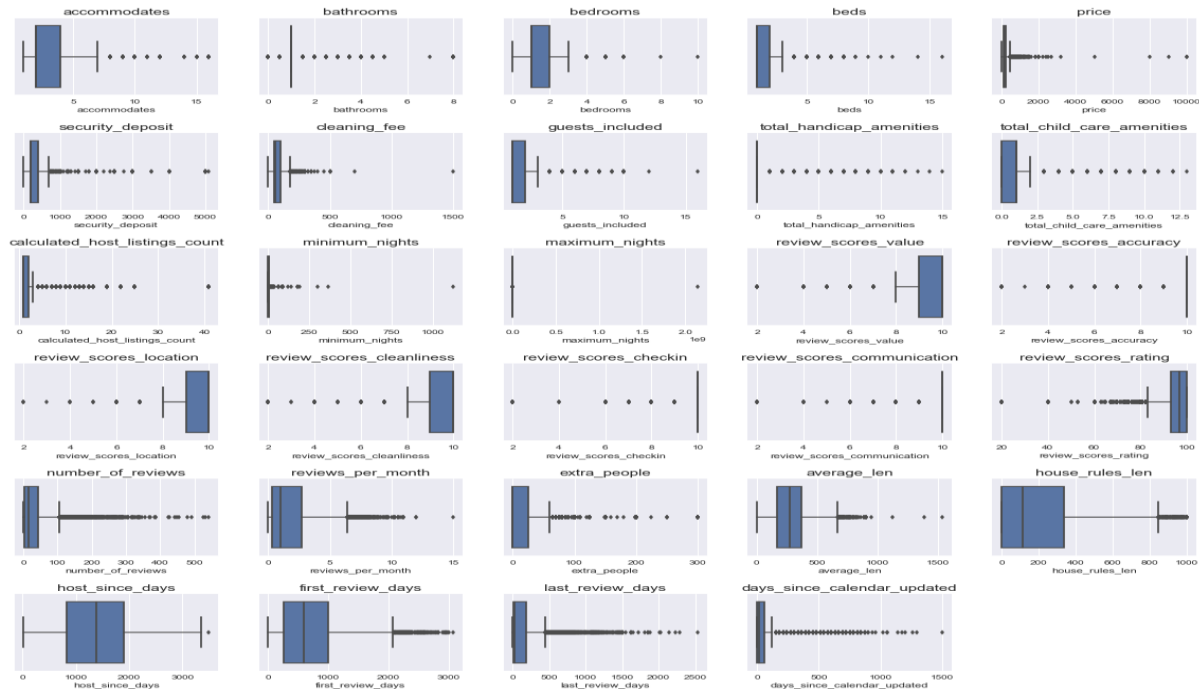 accommodates bathrooms bedrooms beds price
5 10 15 0 2 4 6 8 0 2 4 6 8 10 5 10 15 0 2000 4000 6000 8000 10000
accommodates bathrooms bedrooms beds price
security_deposit cleaning_fee guests_included total_handicap_amenities total_child_care_amenities
0 1000 2000 3000 4000 5000 0 500 1000 1500 5 10 15 0 5 10 15 0.0 2.5 5.0 7.5 10.0 12.5
security_deposit cleaning_fee guests_included total_handicap_amenities total_child_care_amenities
calculated_host_listings_count minimum_nights maximum_nights review_scores_value review_scores_accuracy
0 10 20 30 40 0 250 500 750 1000 0.0 0.5 1.0 1.5 2.0 2 4 6 8 10 2 4 6 8 10
calculated_host_listings_count minimum_nights maximum_nights 1e9 review_scores_value review_scores_accuracy
review_scores_location review_scores_cleanliness review_scores_checkin review_scores_communication review_scores_rating
2 4 6 8 10 2 4 6 8 10 2 4 6 8 10 2 4 6 8 10 20 40 60 80 100
review_scores_location review_scores_cleanliness review_scores_checkin review_scores_communication review_scores_rating
number_of_reviews reviews_per_month extra_people average_len house_rules_len
0 100 200 300 400 500 0 5 10 15 0 100 200 300 0 500 1000 1500 0 200 400 600 800 1000
number_of_reviews reviews_per_month extra_people average_len house_rules_len
host_since_days first_review_days last_review_days days_since_calendar_updated
0 1000 2000 3000 0 1000 2000 3000 0 500 1000 1500 2000 2500 0 500 1000 1500
host_since_days first_review_days last_review_days days_since_calendar_updated